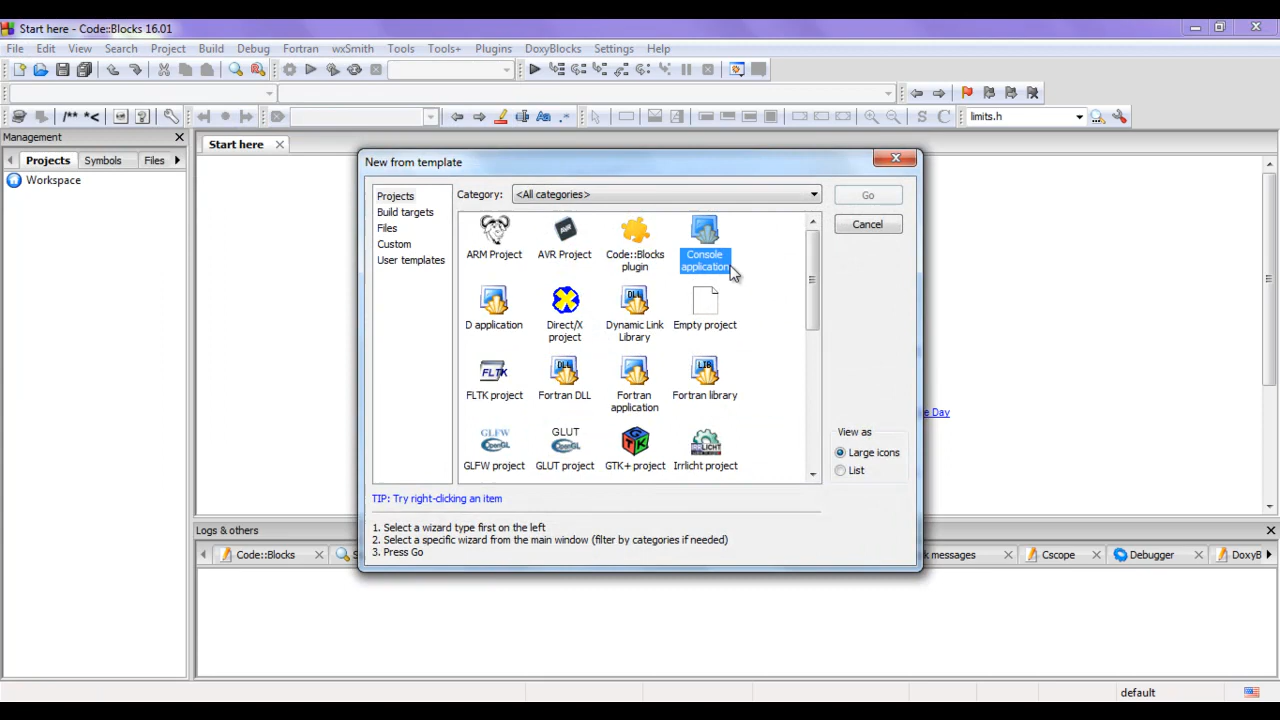 Start here - Code::Blocks 16.01
File Edit View Search Project Build Debug Fortran wxSmith Tools Tools+ Plugins DoxyBlocks Settings Help
/** *< limits.h
Management
Projects Symbols Files
Workspace
Start here
New from template
Projects
Build targets
Files
Custom
User templates
Category: <All categories>
Go
Cancel
ARM Project AVR Project Code::Blocks plugin Console application
D application Direct/X project Dynamic Link Library Empty project
FLTK project Fortran DLL Fortran application Fortran library
GLFW project GLUT project GTK+ project Irrlicht project
View as
Large icons
List
TIP: Try right-clicking an item
1. Select a wizard type first on the left
2. Select a specific wizard from the main window (filter by categories if needed)
3. Press Go
e Day
Logs & others
Code::Blocks S k messages Cscope Debugger DoxyB
default